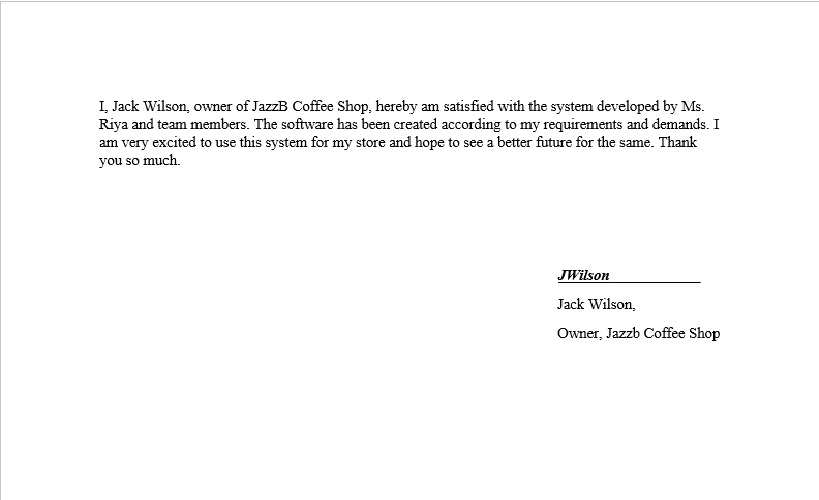 I, Jack Wilson, owner of JazzB Coffee Shop, hereby am satisfied with the system developed by Ms.
Riya and team members. The software has been created according to my requirements and demands. I
am very excited to use this system for my store and hope to see a better future for the same. Thank
you so much.
JWilson
Jack Wilson,
Owner, Jazzb Coffee Shop